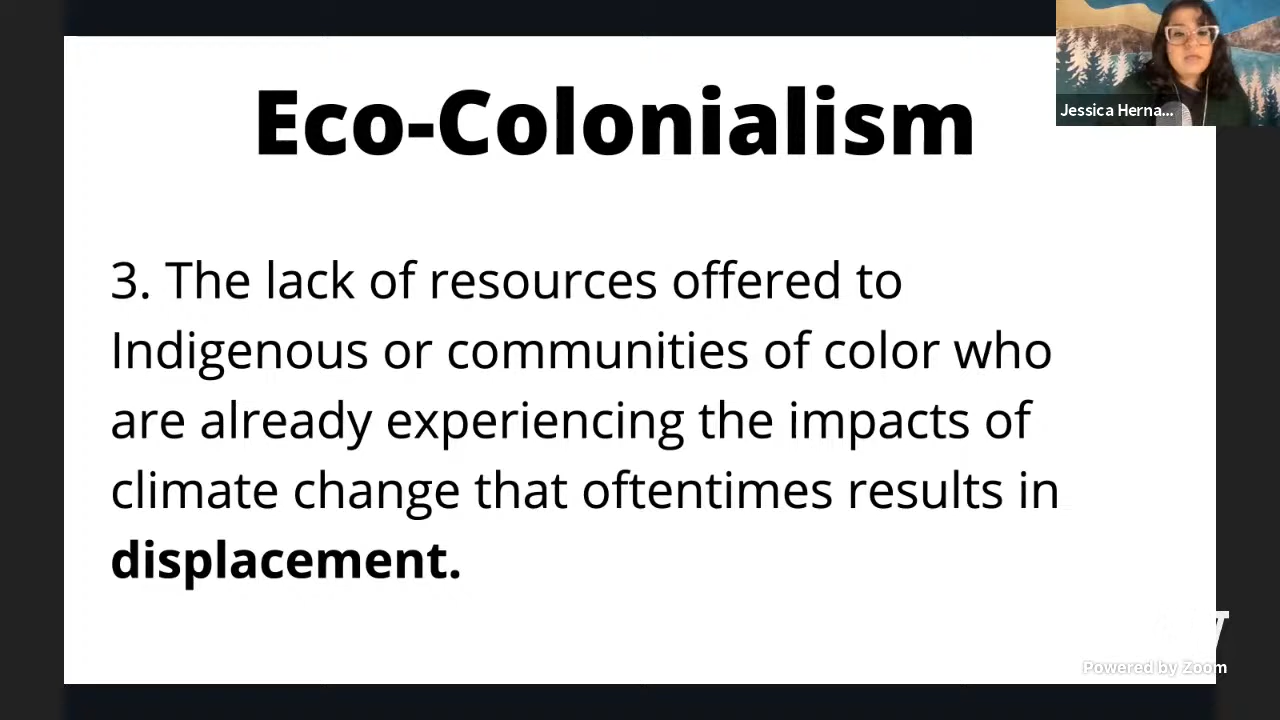 Eco-Colonialism
Jessica Herna...
3. The lack of resources offered to
Indigenous or communities of color who
are already experiencing the impacts of
climate change that oftentimes results in
displacement.
Powered by Zoom